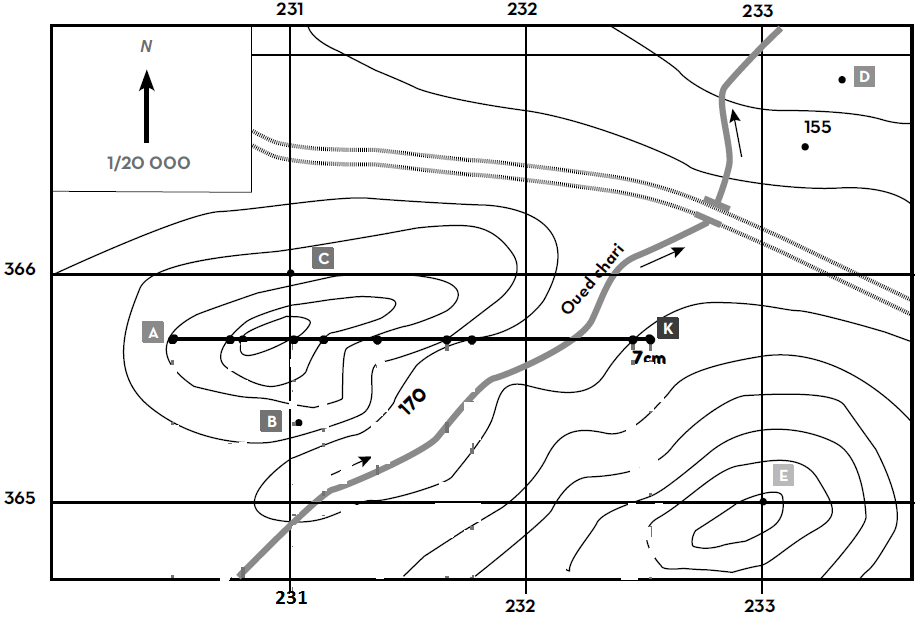 231 232 233
N
1/20 000
D
155
366
C
Oued chari
A
K
7cm
170
B
E
365
231 232 233